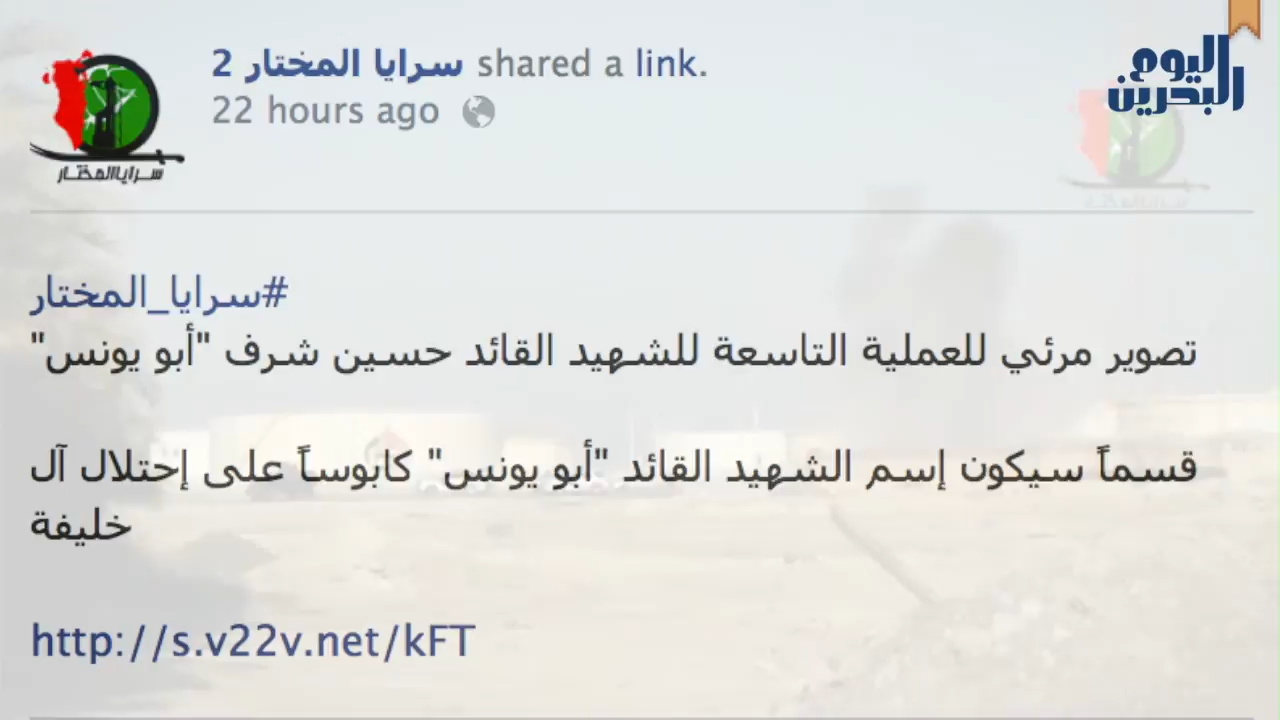 سرايا المختار 2 shared a link.
22 hours ago
سرايا المختار
اليوم
البحرين
#سرايا_المختار
تصوير مرئي للعملية التاسعة للشهيد القائد حسين شرف "أبو يونس"
قسماً سيكون إسم الشهيد القائد "أبو يونس" كابوساً على إحتلال آل
خليفة
http://s.v22v.net/kFT